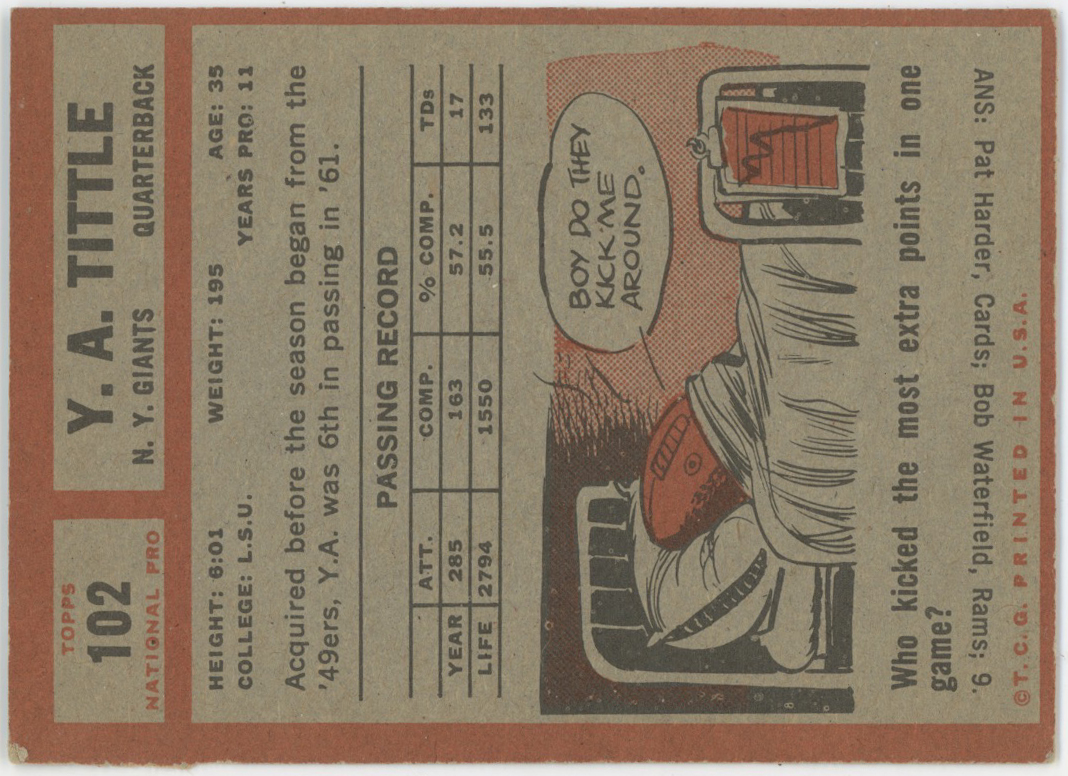 TOPPS
102
NATIONAL PRO
Y. A. TITTLE
N. Y. GIANTS QUARTERBACK
HEIGHT: 6:01 WEIGHT: 195 AGE: 35
COLLEGE: L.S.U. YEARS PRO: 11
Acquired before the season began from the
'49ers, Y.A. was 6th in passing in '61.
PASSING RECORD
ATT. COMP. % COMP. TDs
YEAR 285 163 57.2 17
LIFE 2794 1550 55.5 133
BOY DO THEY
KICK ME
AROUND.
Who kicked the most extra points in one
game?
ANS: Pat Harder, Cards; Bob Waterfield, Rams; 9.
©T.C.G. PRINTED IN U.S.A.